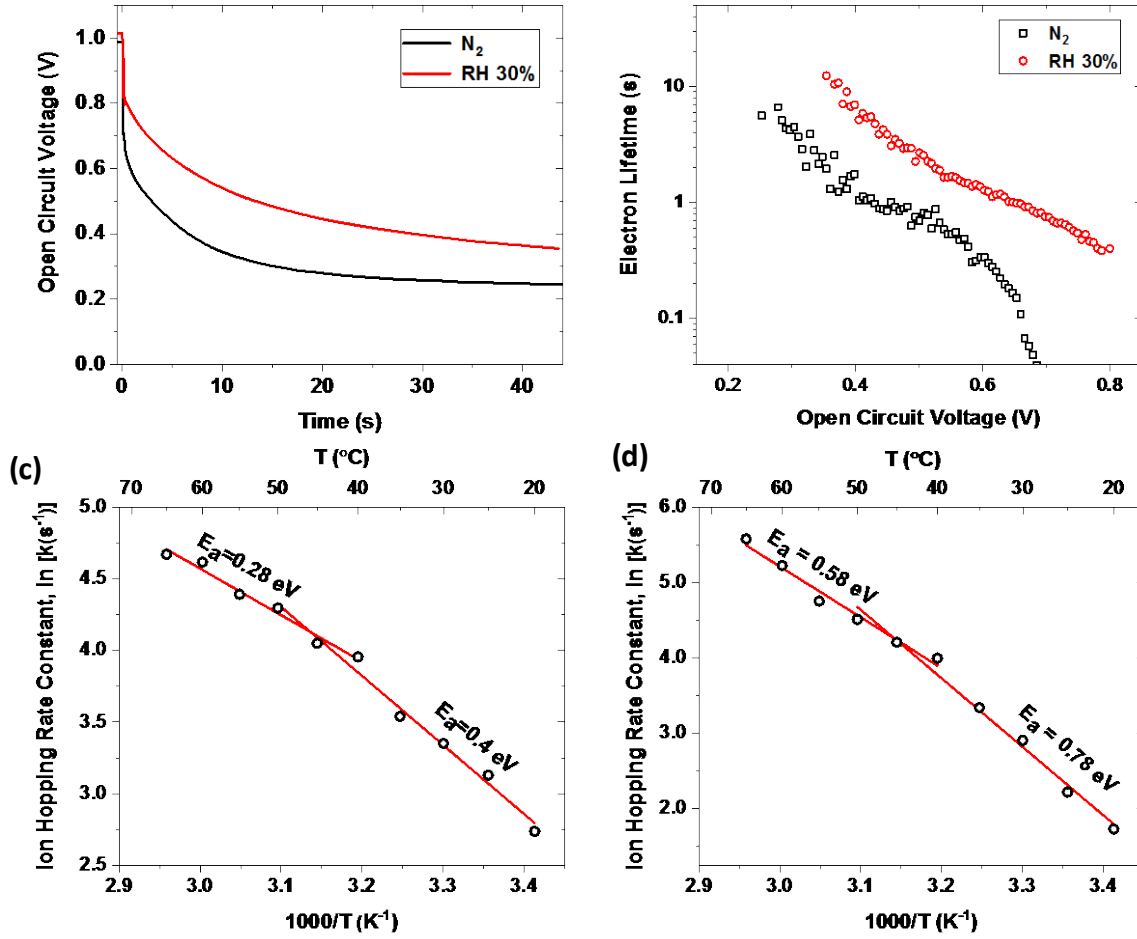 1.0
0.8
0.6
0.4
0.2
0.0
0
10
20
30
40
Open Circuit Voltage (V)
Time (s)
N2
RH 30%
10
1
0.1
0.2
0.4
0.6
0.8
Electron Lifetime (s)
Open Circuit Voltage (V)
N2
RH 30%
(c)
T (ºC)
70 60 50 40 30 20
5.0
4.5
4.0
3.5
3.0
2.5
2.9 3.0 3.1 3.2 3.3 3.4
Ion Hopping Rate Constant, ln [k(s-1)]
1000/T (K-1)
Ea=0.28 eV
Ea=0.4 eV
(d)
T (ºC)
70 60 50 40 30 20
6.0
5.0
4.0
3.0
2.0
2.9 3.0 3.1 3.2 3.3 3.4
Ion Hopping Rate Constant, ln [k(s-1)]
1000/T (K-1)
Ea = 0.58 eV
Ea = 0.78 eV